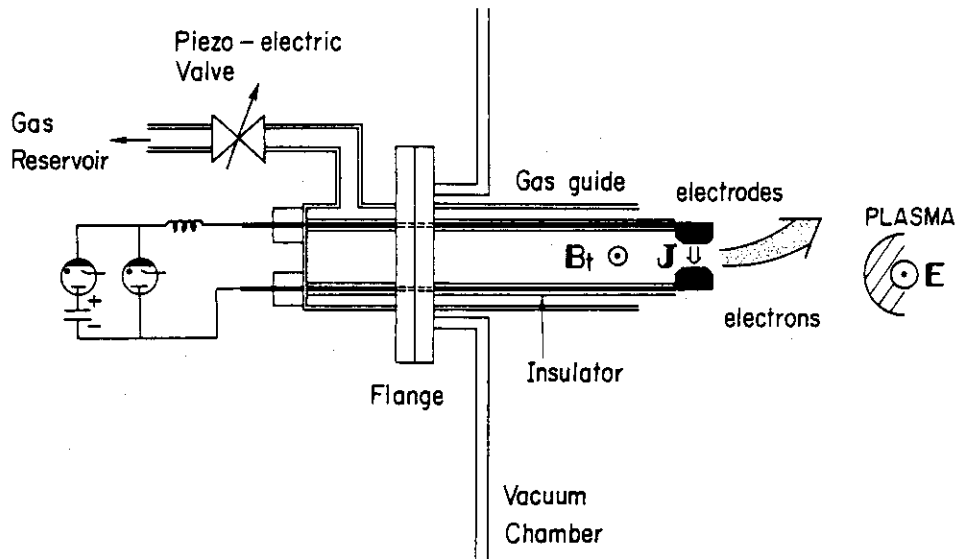 Piezo-electric
Valve
Gas
Reservoir
Gas guide
electrodes
PLASMA
Bt
J
E
+
-
electrons
Insulator
Flange
Vacuum
Chamber